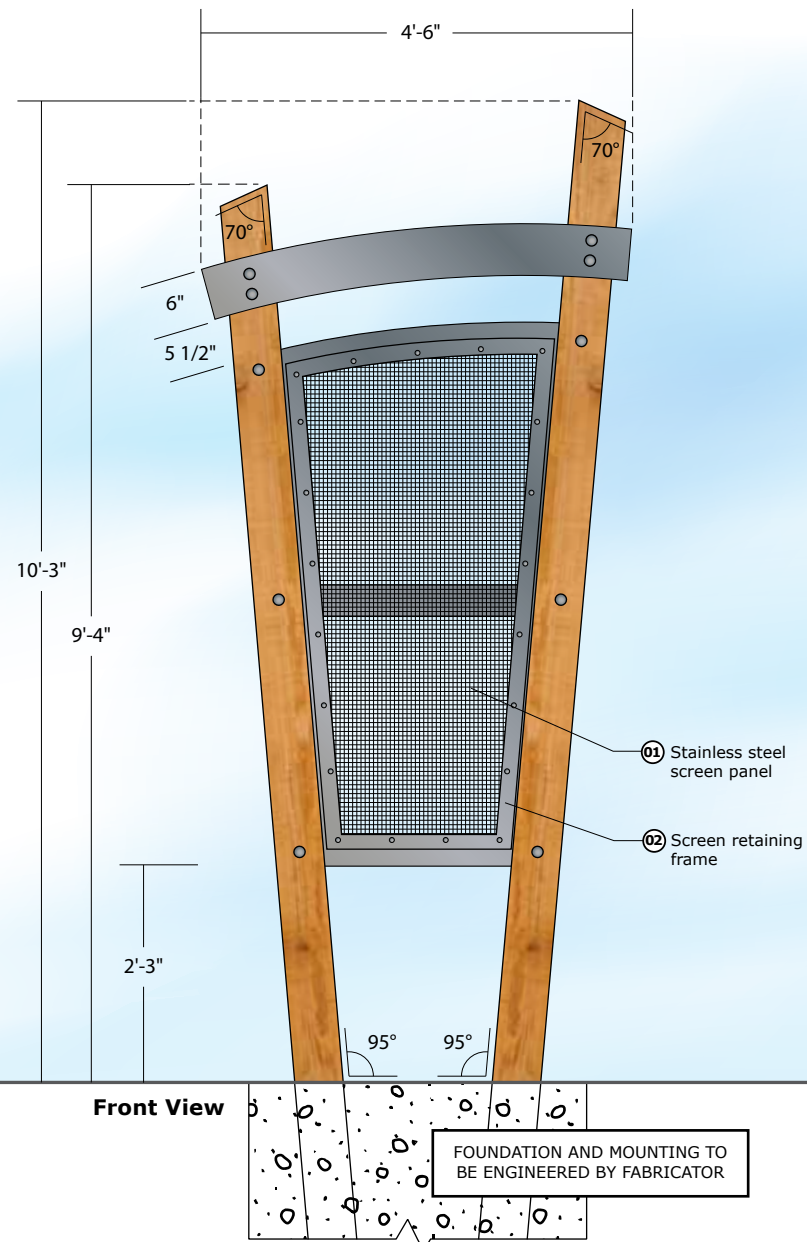 4'-6"
70°
70°
6"
5 1/2"
10'-3"
9'-4"
01 Stainless steel
screen panel
02 Screen retaining
frame
2'-3"
95°
95°
Front View
FOUNDATION AND MOUNTING TO
BE ENGINEERED BY FABRICATOR